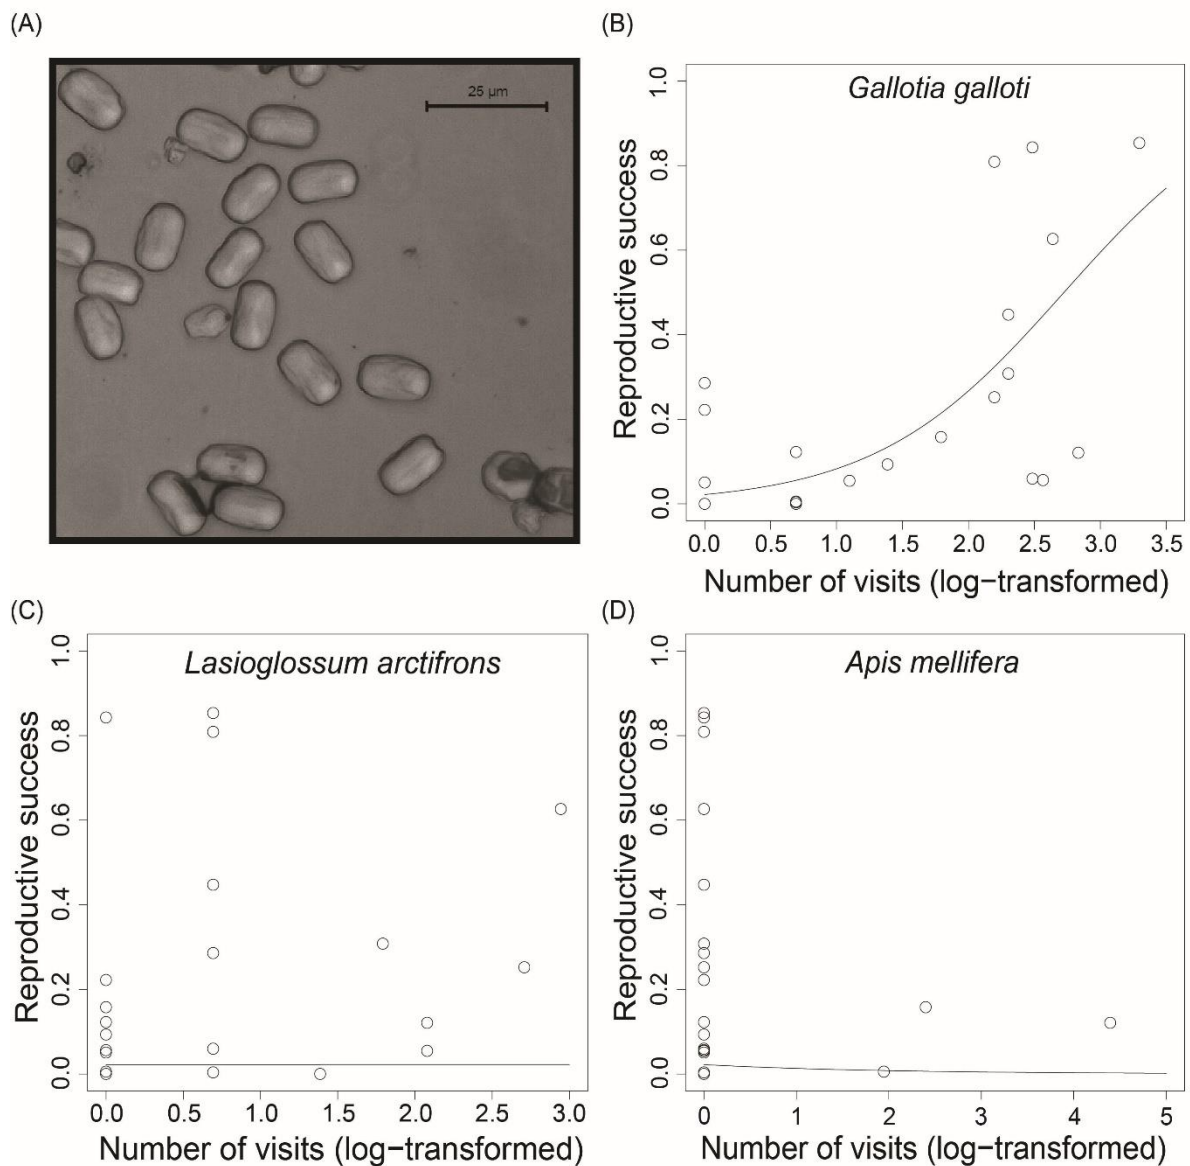 (A)
25 µm
(B)
Gallotia galloti
Reproductive success
1.0
0.8
0.6
0.4
0.2
0.0
0.0 0.5 1.0 1.5 2.0 2.5 3.0 3.5
Number of visits (log−transformed)
(C)
Lasioglossum arctifrons
Reproductive success
1.0
0.8
0.6
0.4
0.2
0.0
0.0 0.5 1.0 1.5 2.0 2.5 3.0
Number of visits (log−transformed)
(D)
Apis mellifera
Reproductive success
1.0
0.8
0.6
0.4
0.2
0.0
0 1 2 3 4 5
Number of visits (log−transformed)